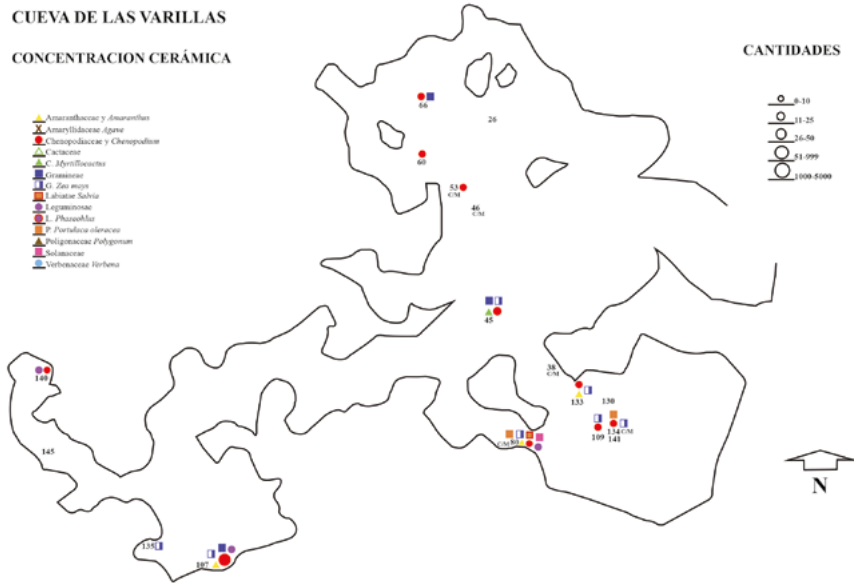 CUEVA DE LAS VARILLAS
CONCENTRACION CERÁMICA
Amaranthaceae y Amaranthus
Amaryllidaceae Agave
Chenopodiaceae y Chenopodium
Cactaceae
C. Myrtillocactus
Gramineae
G. Zea mays
Labiatae Salvia
Leguminosae
L. Phaseolus
P. Portulaca oleracea
Poligonaceae Polygonum
Solanaceae
Verbenaceae Verbena
CANTIDADES
0-10
11-25
26-50
51-999
1000-5000
66
26
60
53
C/M
46
C/M
45
38
C/M
140
133
130
109
134
C/M
141
C/M
80
145
135
107
N